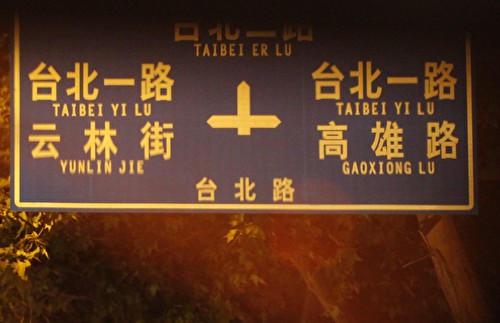 台北二路
TAIBEI ER LU
台北一路
TAIBEI YI LU
云林街
YUNLIN JIE
台北一路
TAIBEI YI LU
高雄路
GAOXIONG LU
台北路